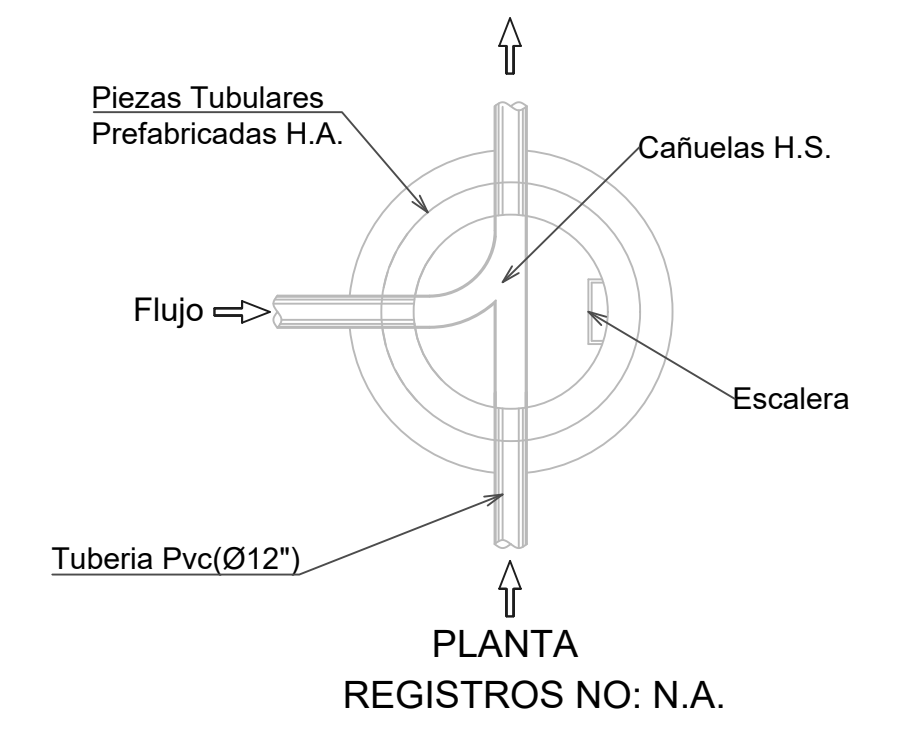 Piezas Tubulares
Prefabricadas H.A.
Cañuelas H.S.
Flujo
Escalera
Tuberia Pvc(Ø12")
PLANTA
REGISTROS NO: N.A.